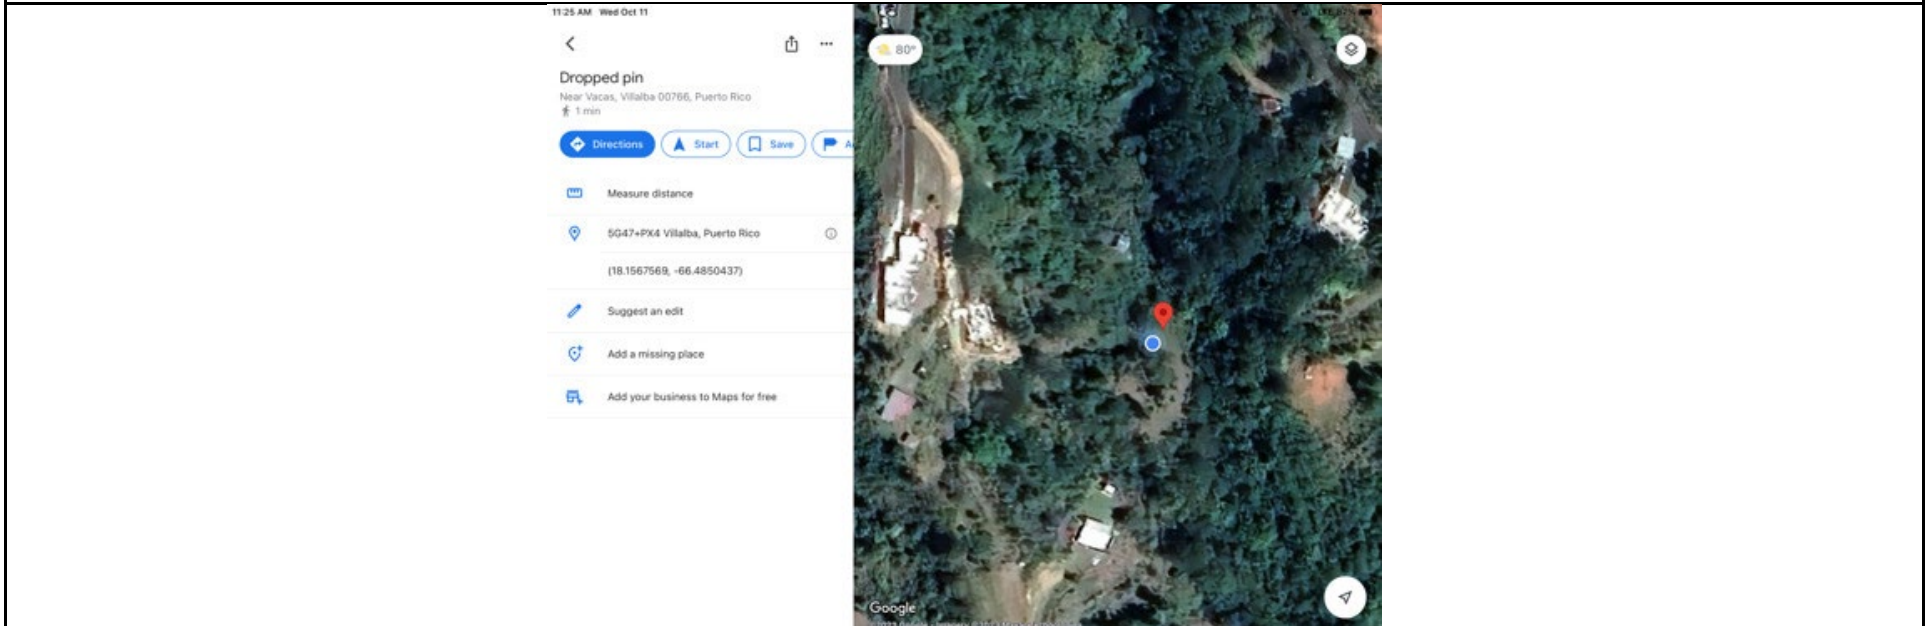 11:25 AM Wed Oct 11
Dropped pin
Near Vacas, Villalba 00766, Puerto Rico
1 min
Directions
Start
Save
A
Measure distance
5G47+PX4 Villalba, Puerto Rico
(18.1567569, -66.4850437)
Suggest an edit
Add a missing place
Add your business to Maps for free
80°
Google